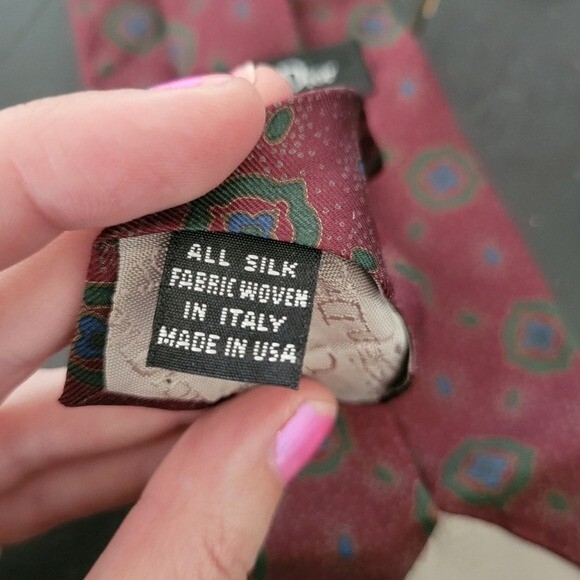 ALL SILK
FABRIC WOVEN
IN ITALY
MADE IN USA